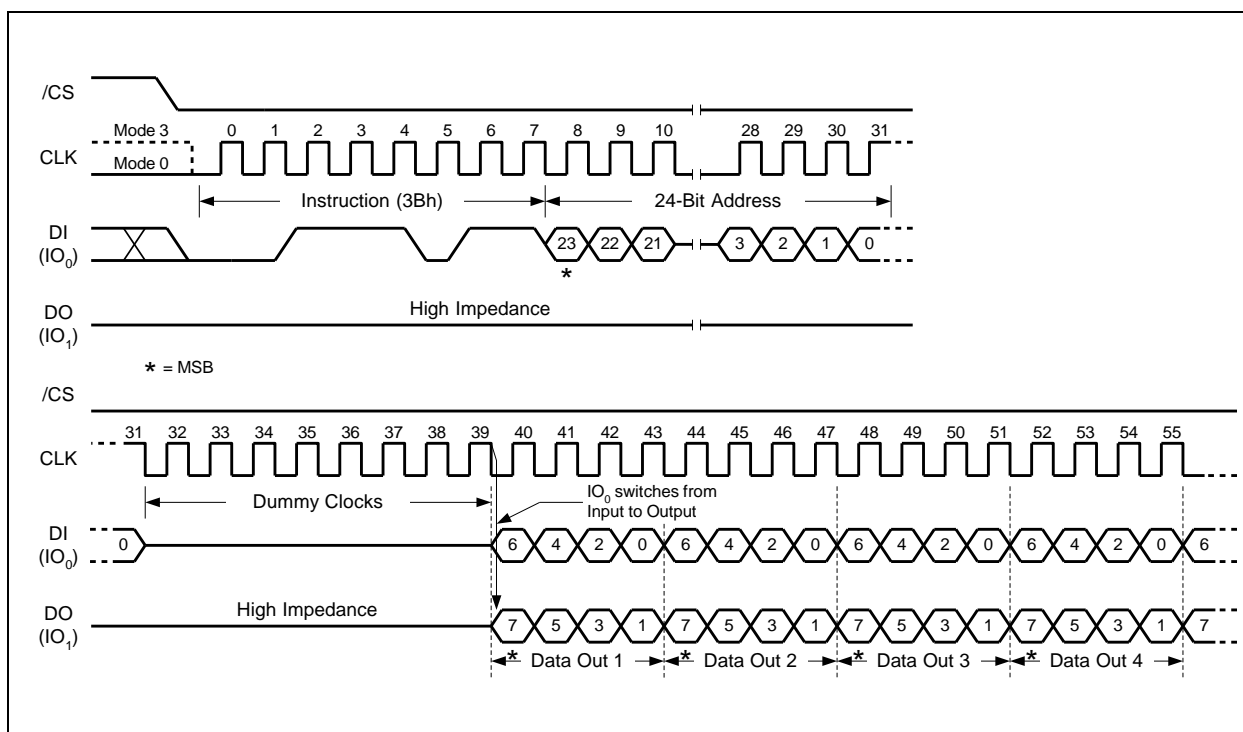 /CS
Mode 3
0 1 2 3 4 5 6 7 8 9 10 28 29 30 31
CLK
Mode 0
Instruction (3Bh)
24-Bit Address
DI
(IO0)
23 22 21 3 2 1 0
*
DO
(IO1)
High Impedance
* = MSB
/CS
31 32 33 34 35 36 37 38 39 40 41 42 43 44 45 46 47 48 49 50 51 52 53 54 55
CLK
Dummy Clocks
IO0 switches from
Input to Output
DI
(IO0)
0 6 4 2 0 6 4 2 0 6 4 2 0 6 4 2 0 6
DO
(IO1)
High Impedance
7 5 3 1 7 5 3 1 7 5 3 1 7 5 3 1 7
* Data Out 1 * Data Out 2 * Data Out 3 * Data Out 4